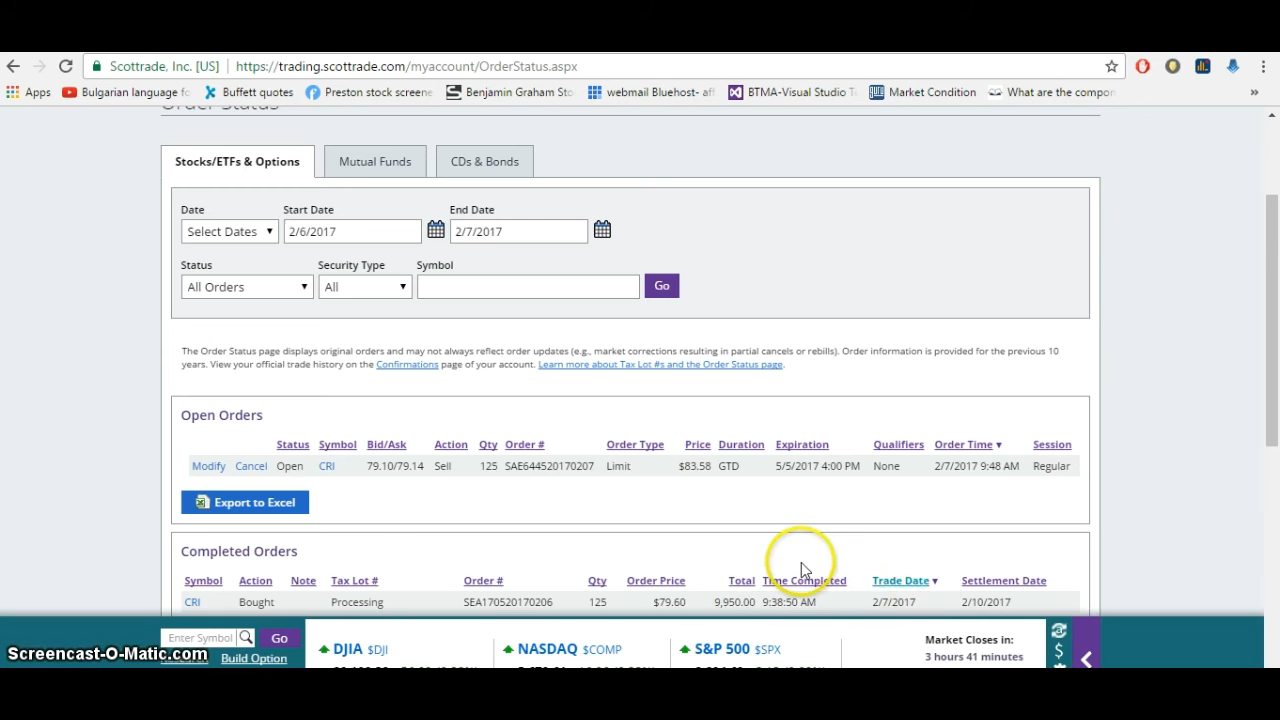 Scottrade, Inc. [US] https://trading.scottrade.com/myaccount/OrderStatus.aspx
Apps Bulgarian language fo Buffett quotes Preston stock screene Benjamin Graham Sto webmail Bluehost- aff BTMA-Visual Studio Te Market Condition What are the compon »
Order Status
Stocks/ETFs & Options Mutual Funds CDs & Bonds
Date Start Date End Date
Select Dates 2/6/2017 2/7/2017
Status Security Type Symbol
All Orders All Go
The Order Status page displays original orders and may not always reflect order updates (e.g., market corrections resulting in partial cancels or rebills). Order information is provided for the previous 10
years. View your official trade history on the Confirmations page of your account. Learn more about Tax Lot #s and the Order Status page.
Open Orders
Status Symbol Bid/Ask Action Qty Order # Order Type Price Duration Expiration Qualifiers Order Time Session
Modify Cancel Open CRI 79.10/79.14 Sell 125 SAE644520170207 Limit $83.58 GTD 5/5/2017 4:00 PM None 2/7/2017 9:48 AM Regular
Export to Excel
Completed Orders
Symbol Action Note Tax Lot # Order # Qty Order Price Total Time Completed Trade Date Settlement Date
CRI Bought Processing SEA170520170206 125 $79.60 9,950.00 9:38:50 AM 2/7/2017 2/10/2017
Enter Symbol Go DJIA $DJI NASDAQ $COMP S&P 500 $SPX Market Closes in:
3 hours 41 minutes
Screencast-O-Matic.com Build Option